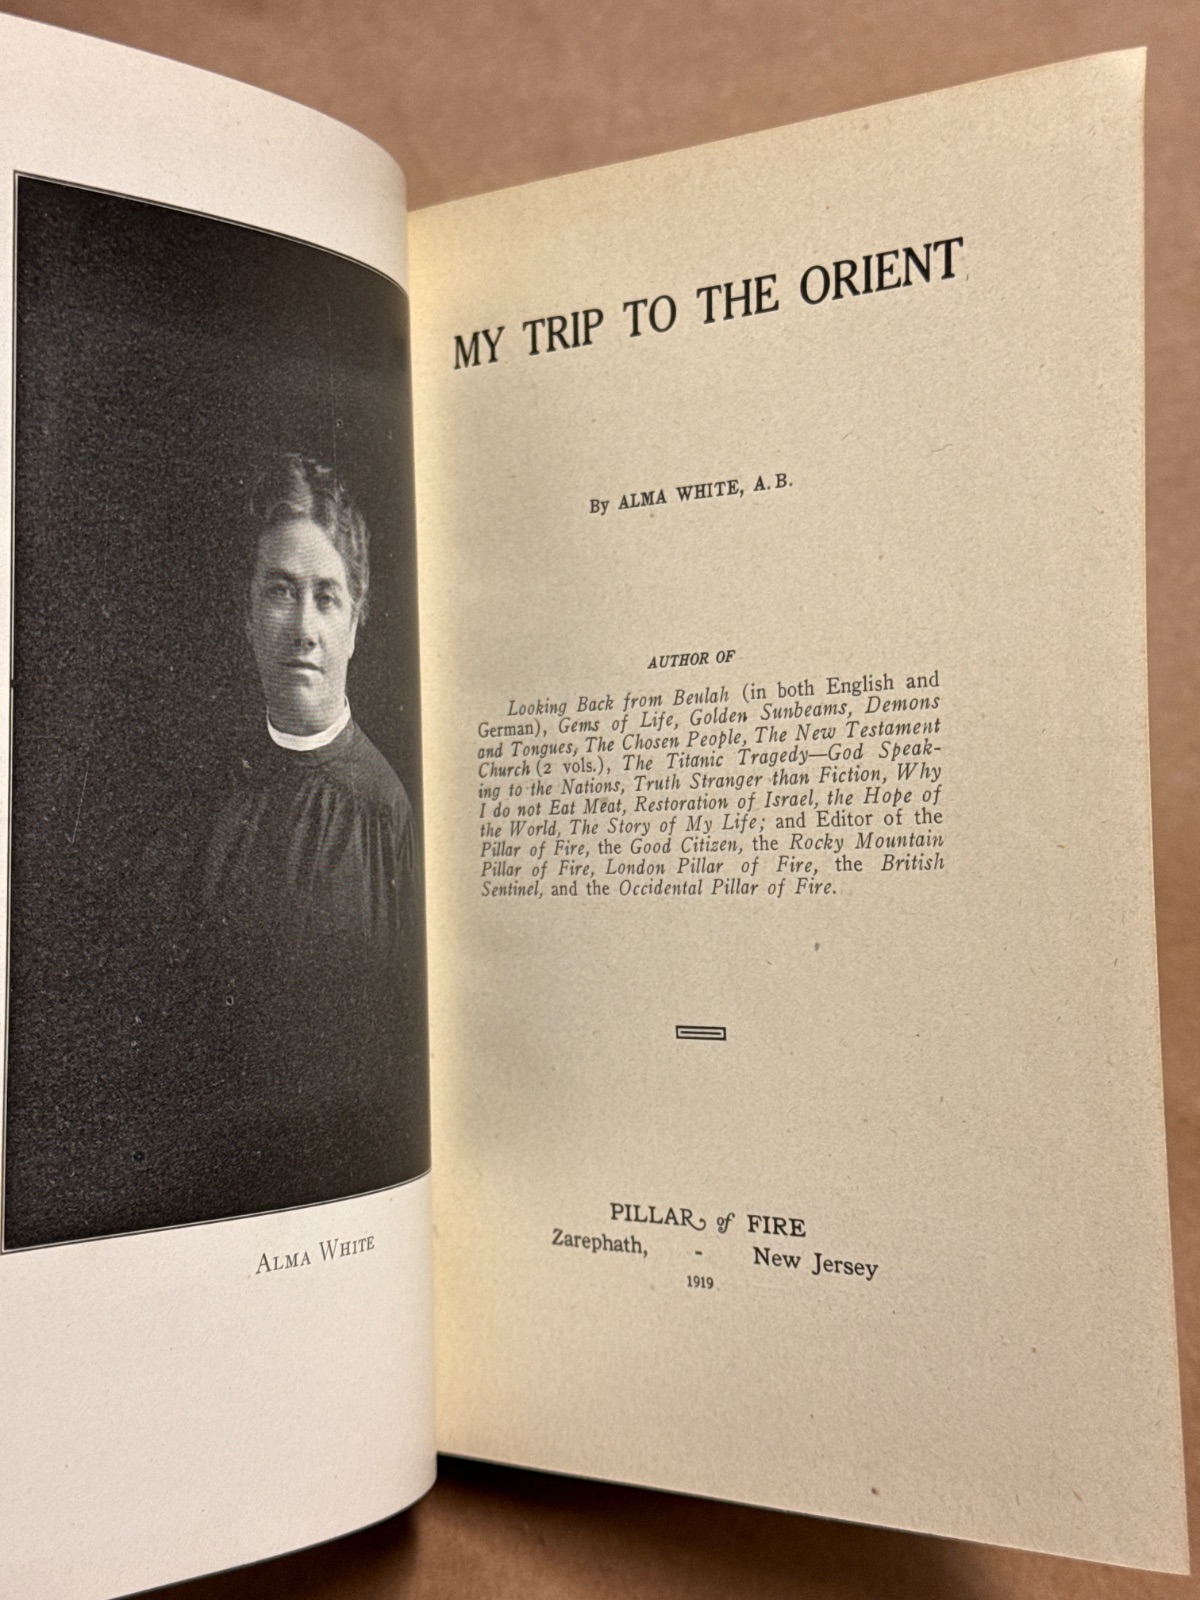 ALMA WHITE
MY TRIP TO THE ORIENT
By ALMA WHITE, A. B.
AUTHOR OF
Looking Back from Beulah (in both English and
German), Gems of Life, Golden Sunbeams, Demons
and Tongues, The Chosen People, The New Testament
Church (2 vols.), The Titanic Tragedy—God Speak-
ing to the Nations, Truth Stranger than Fiction, Why
I do not Eat Meat, Restoration of Israel, the Hope of
the World, The Story of My Life; and Editor of the
Pillar of Fire, the Good Citizen, the Rocky Mountain
Pillar of Fire, London Pillar of Fire, the British
Sentinel, and the Occidental Pillar of Fire.
PILLAR of FIRE
Zarephath, - New Jersey
1919